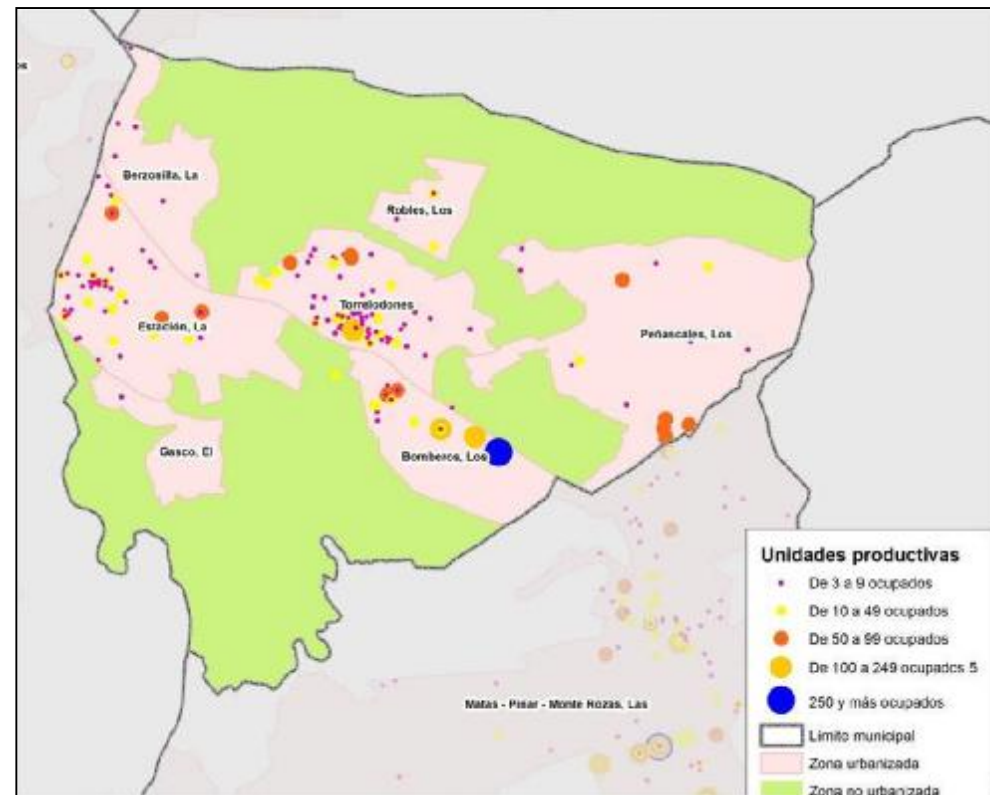 os
Berzosilla, La
Robles, Los
Torrelodones
Estación, La
Peñascales, Los
Gasco, El
Bomberos, Los
Matas - Pinar - Monte Rozas, Las
Unidades productivas
De 3 a 9 ocupados
De 10 a 49 ocupados
De 50 a 99 ocupados
De 100 a 249 ocupados 5
250 y más ocupados
Limite municipal
Zona urbanizada
Zona no urbanizada